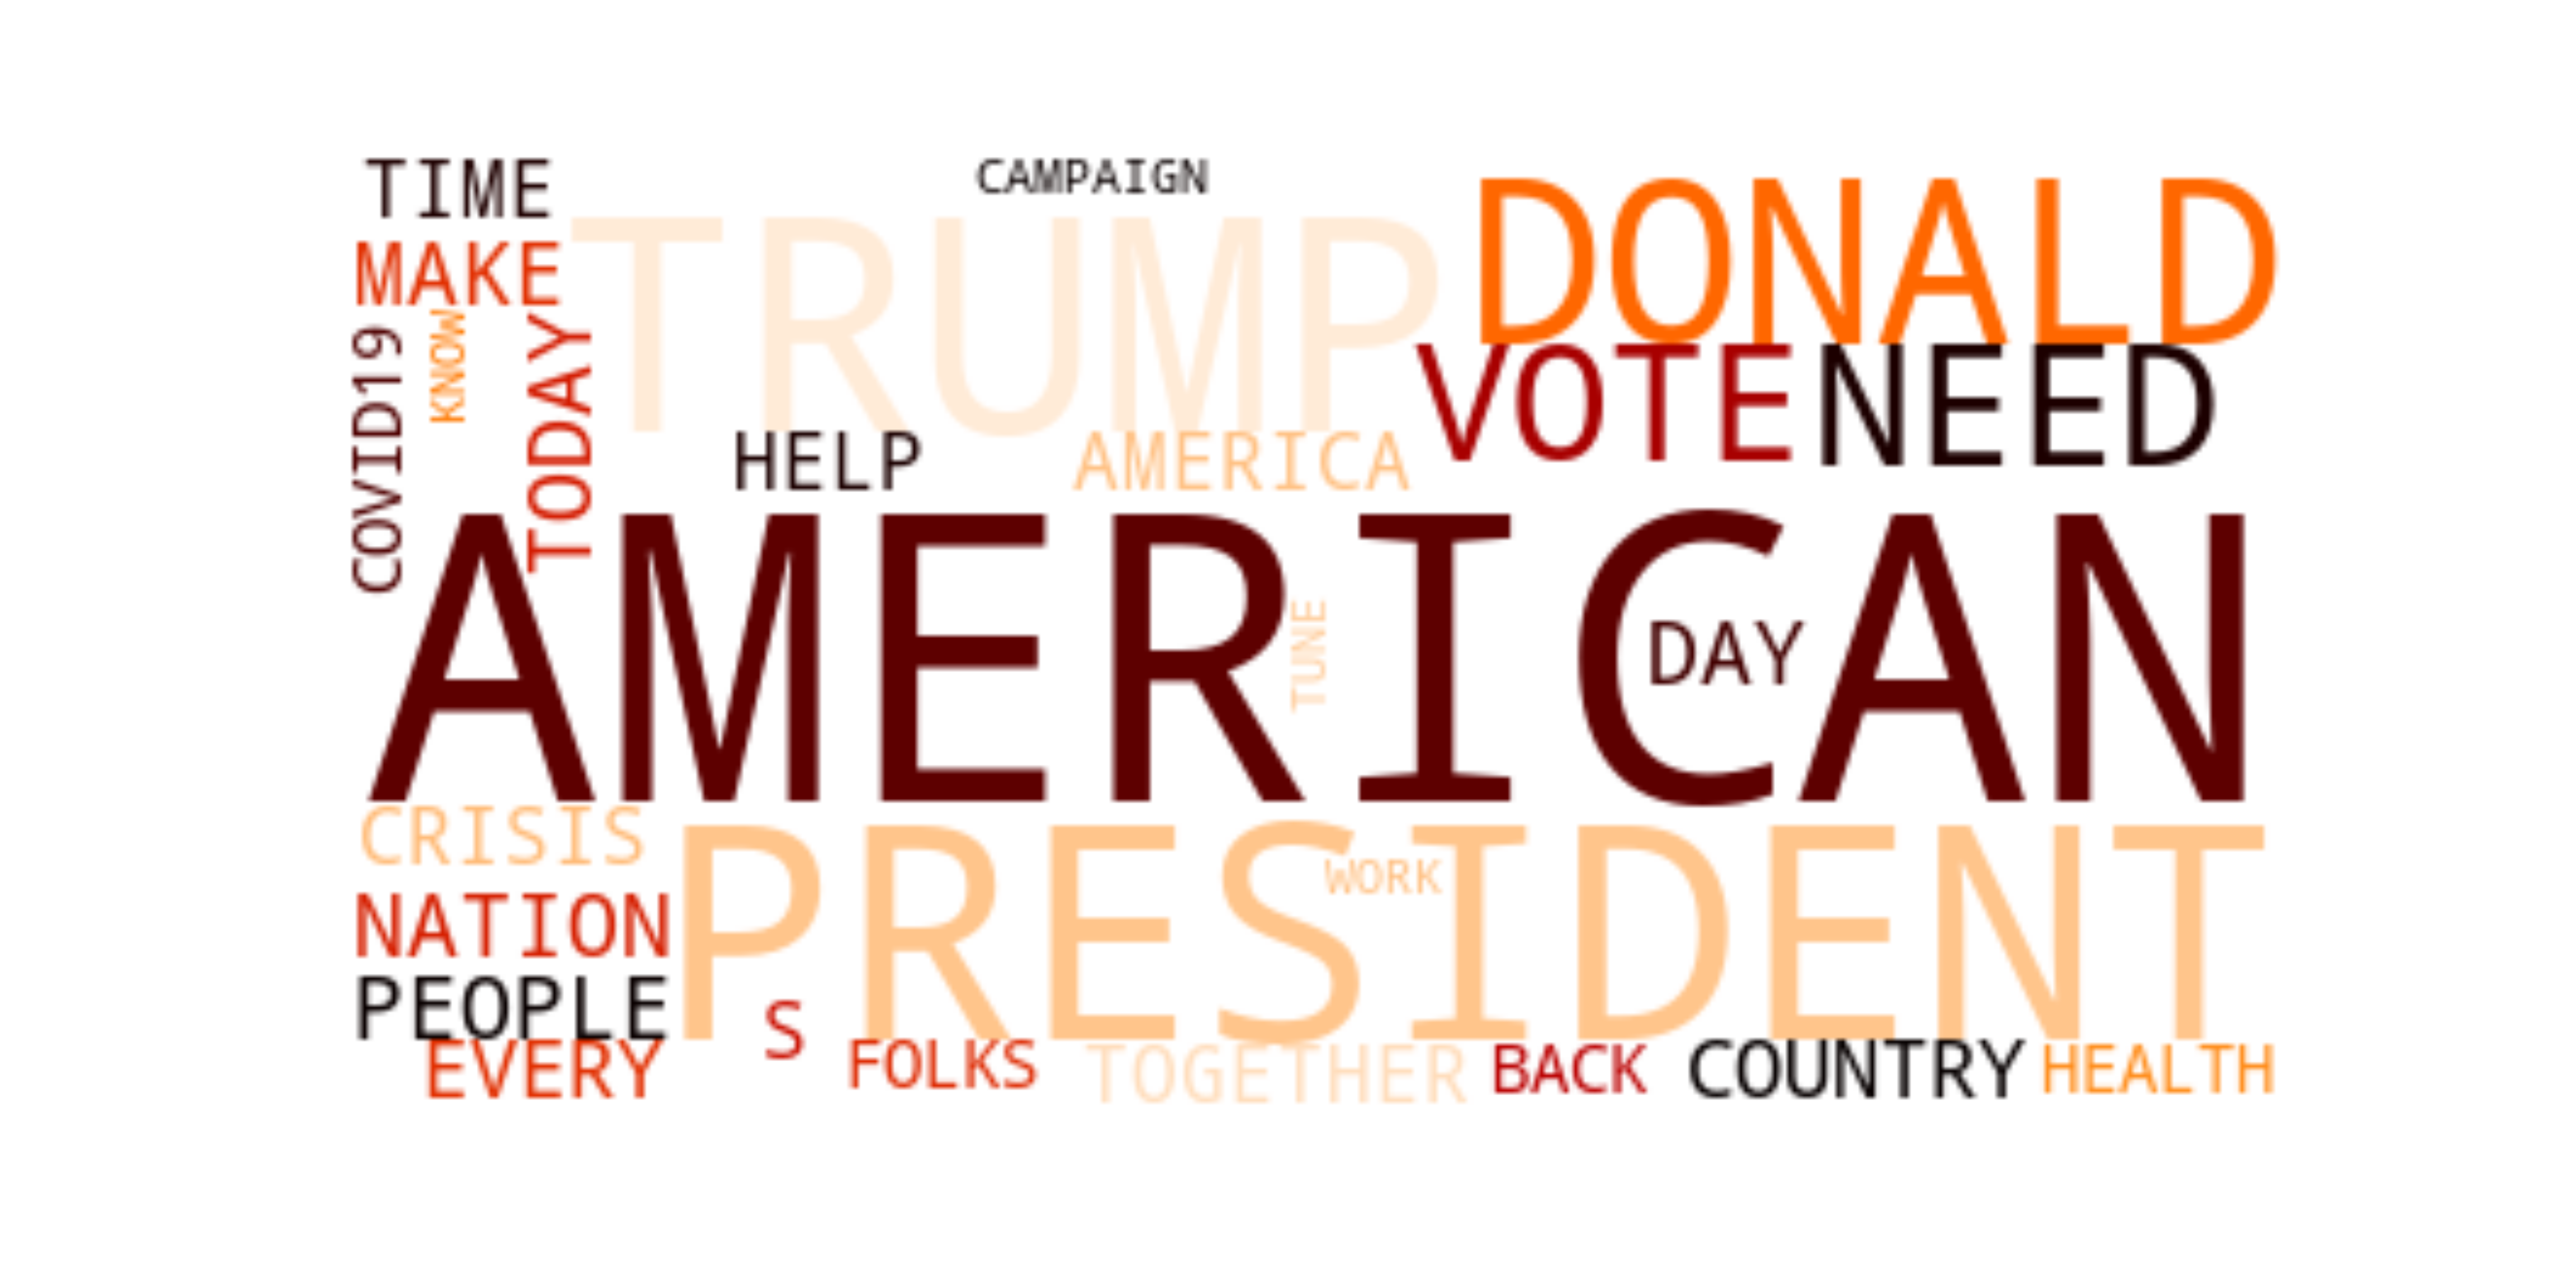 TIME
CAMPAIGN
MAKE
TRUMP
DONALD
COVID19
KNOW
TODAY
VOTE
NEED
HELP
AMERICA
AMERICAN
TUNE
DAY
CRISIS
PRESIDENT
WORK
NATION
PEOPLE
S
EVERY
FOLKS
TOGETHER
BACK
COUNTRY
HEALTH